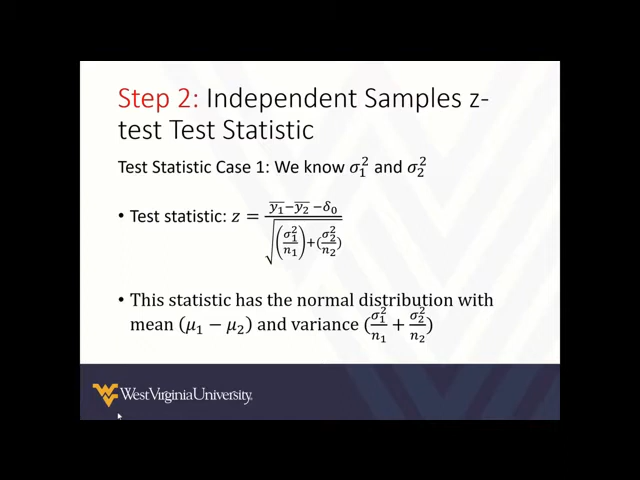 Step 2: Independent Samples z-
test Test Statistic
Test Statistic Case 1: We know σ₁² and σ₂²
• Test statistic: z = (y̅₁ − y̅₂ − δ₀) / √((σ₁²/n₁) + (σ₂²/n₂))
• This statistic has the normal distribution with
mean (μ₁ − μ₂) and variance (σ₁²/n₁ + σ₂²/n₂)
WestVirginiaUniversity.